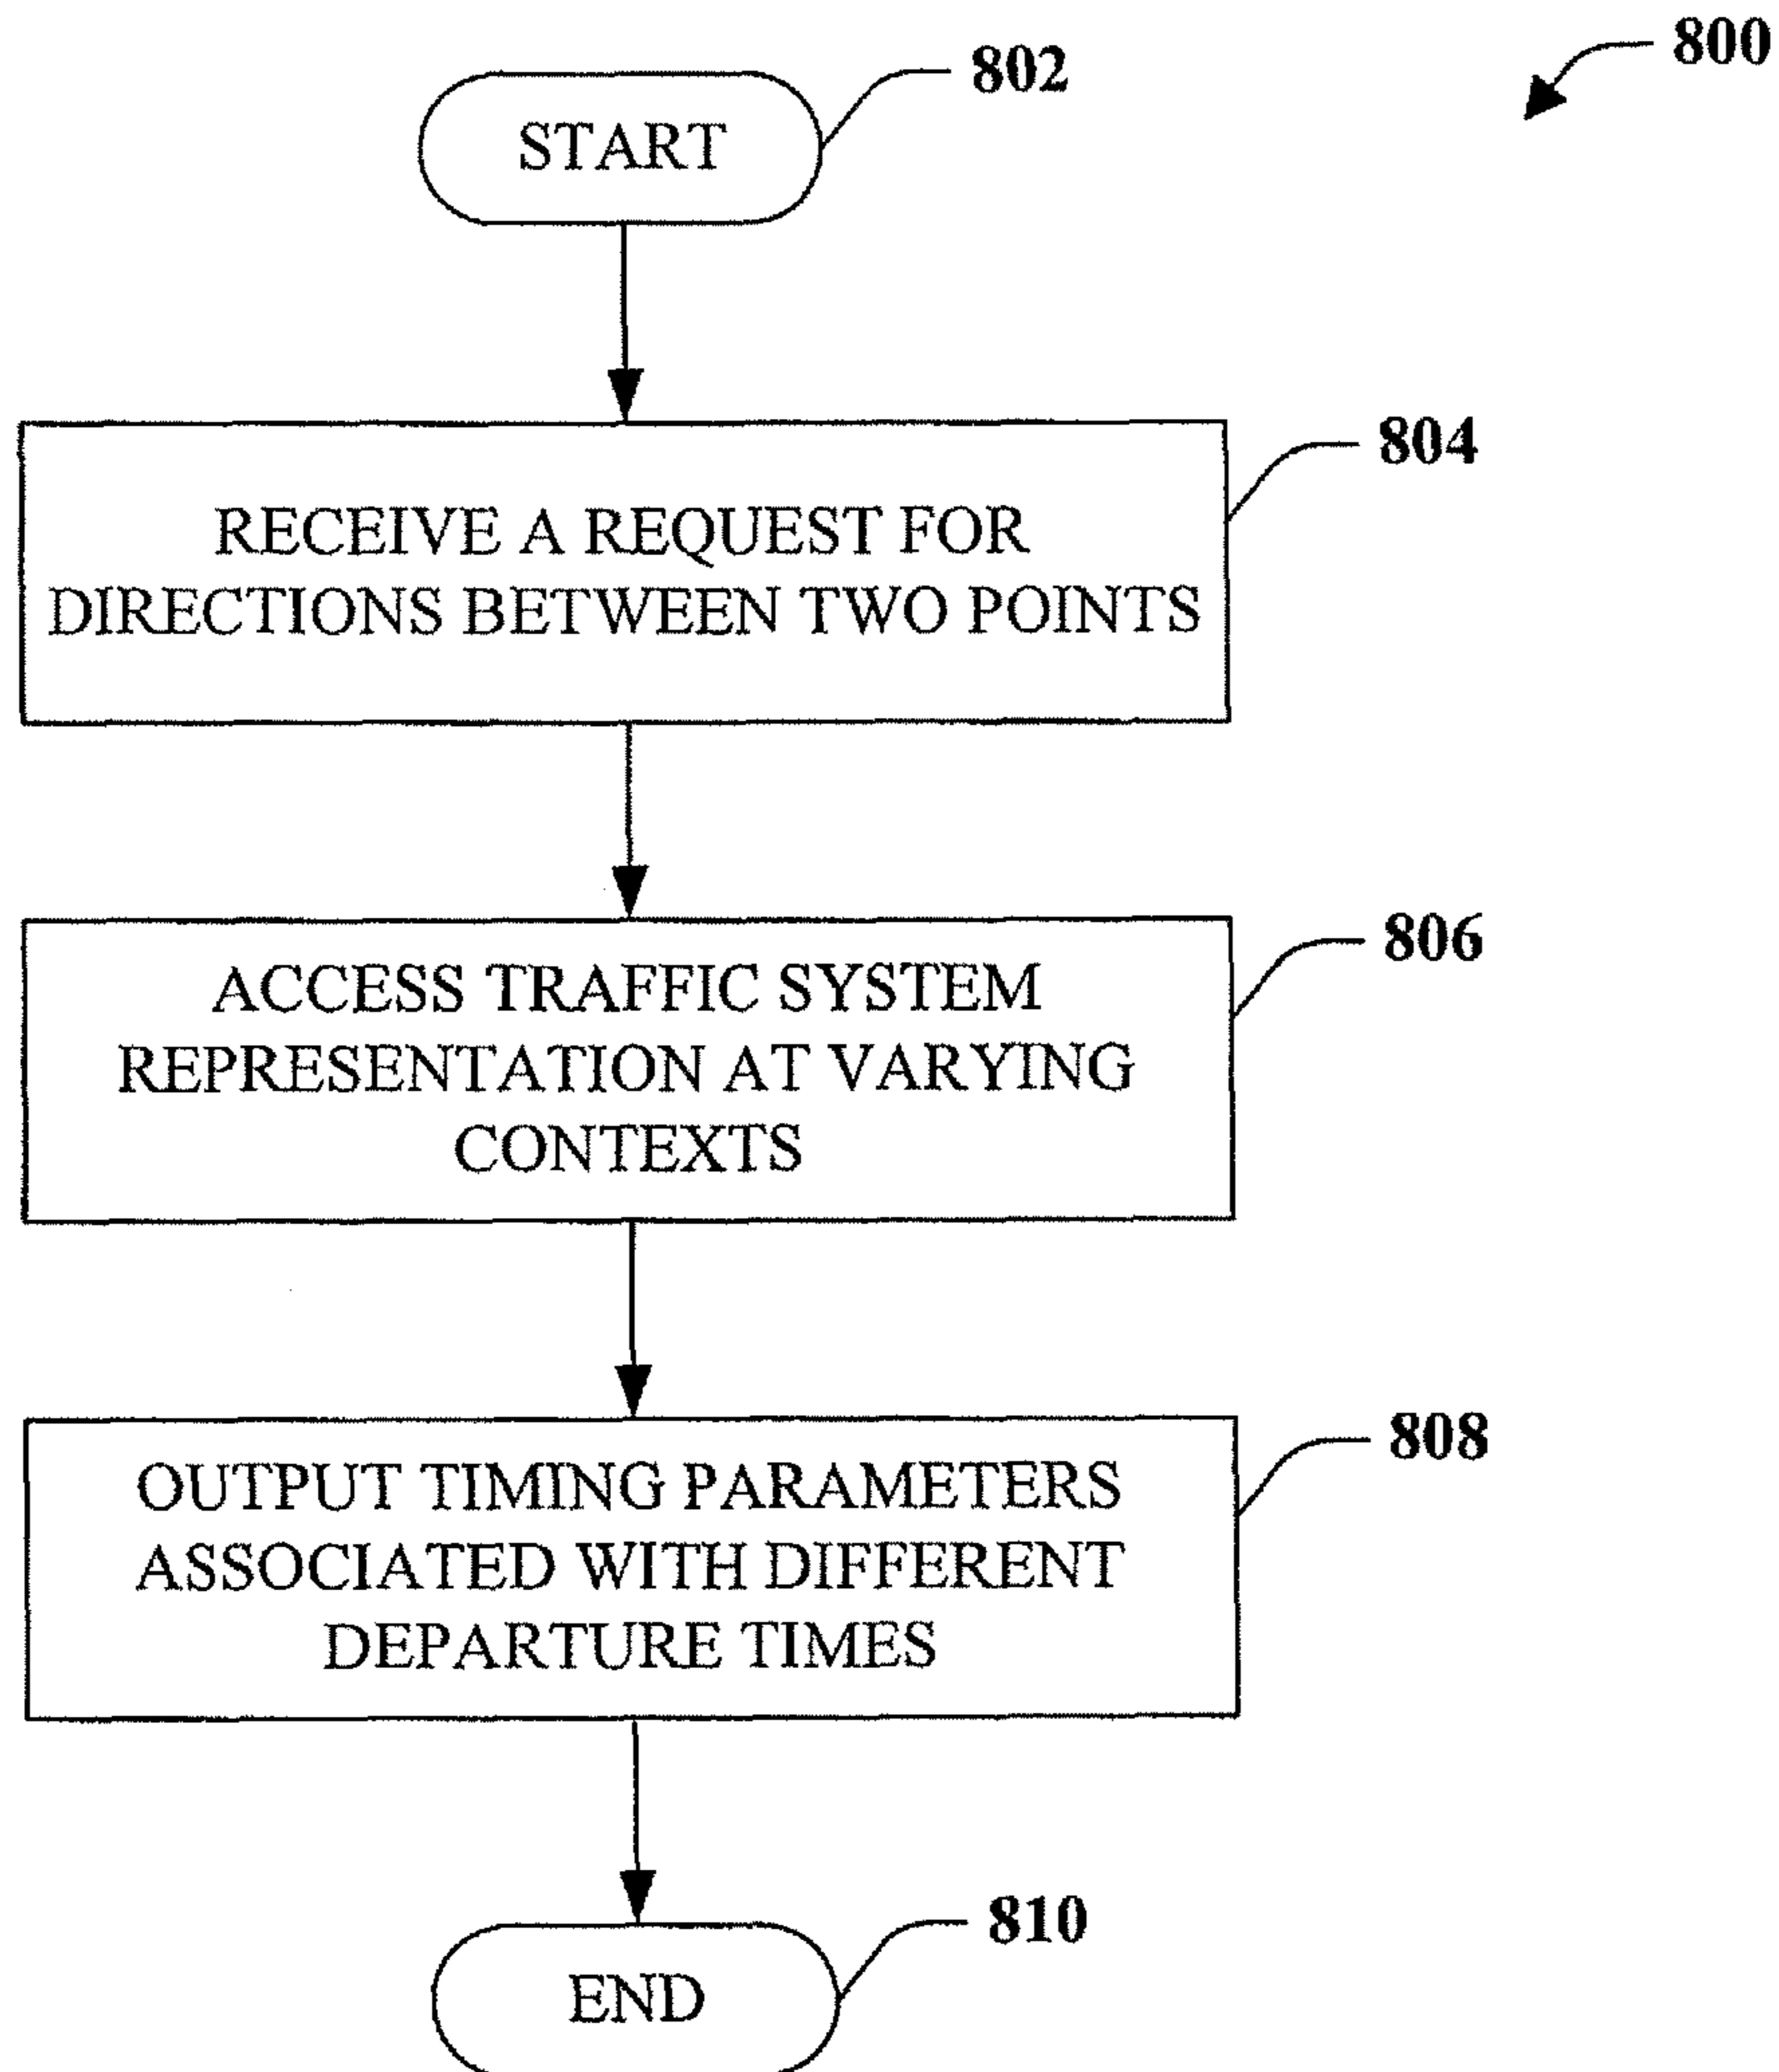 800
802
START
804
RECEIVE A REQUEST FOR
DIRECTIONS BETWEEN TWO POINTS
806
ACCESS TRAFFIC SYSTEM
REPRESENTATION AT VARYING
CONTEXTS
808
OUTPUT TIMING PARAMETERS
ASSOCIATED WITH DIFFERENT
DEPARTURE TIMES
810
END